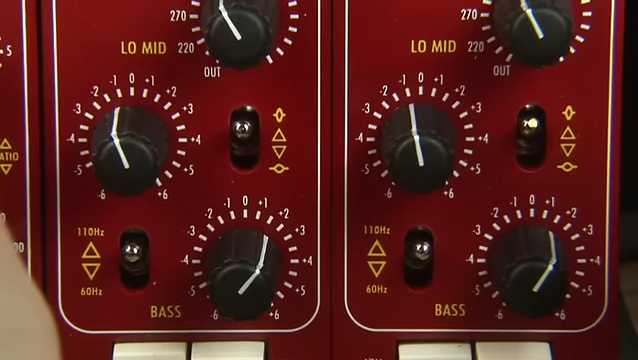 270
220
LO MID
OUT
270
220
LO MID
OUT
-1 0 +1
-2 +2
-3 +3
-4 +4
-5 +5
-6 +6
-1 0 +1
-2 +2
-3 +3
-4 +4
-5 +5
-6 +6
110Hz
60Hz
BASS
-1 0 +1
-2 +2
-3 +3
-4 +4
-5 +5
-6 +6
110Hz
60Hz
BASS
-1 0 +1
-2 +2
-3 +3
-4 +4
-5 +5
-6 +6
5